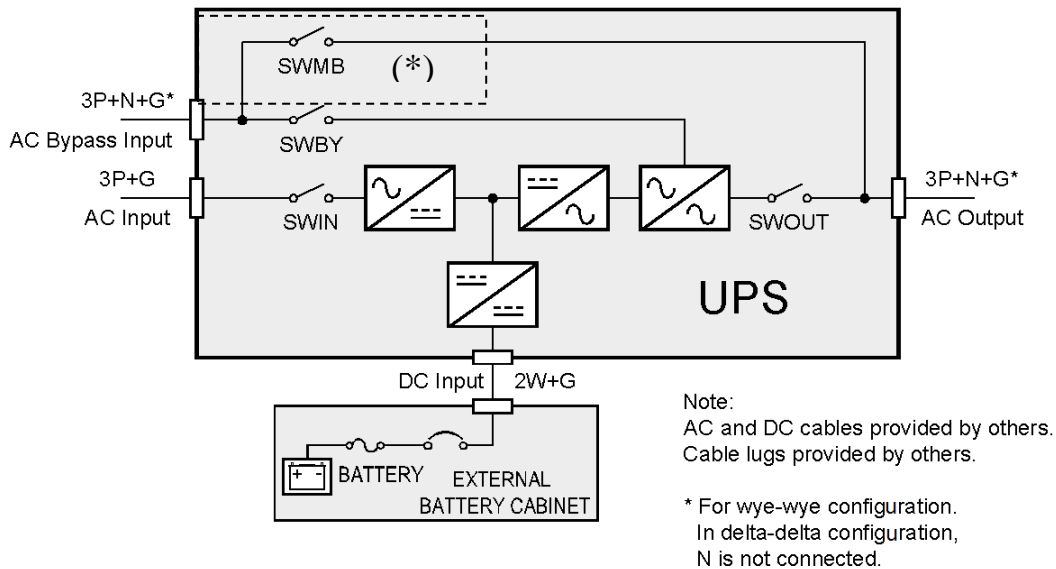 SWMB
(*)
3P+N+G*
AC Bypass Input
SWBY
3P+G
AC Input
SWIN
SWOUT
3P+N+G*
AC Output
UPS
DC Input
2W+G
BATTERY
EXTERNAL
BATTERY CABINET
Note:
AC and DC cables provided by others.
Cable lugs provided by others.
* For wye-wye configuration.
In delta-delta configuration,
N is not connected.